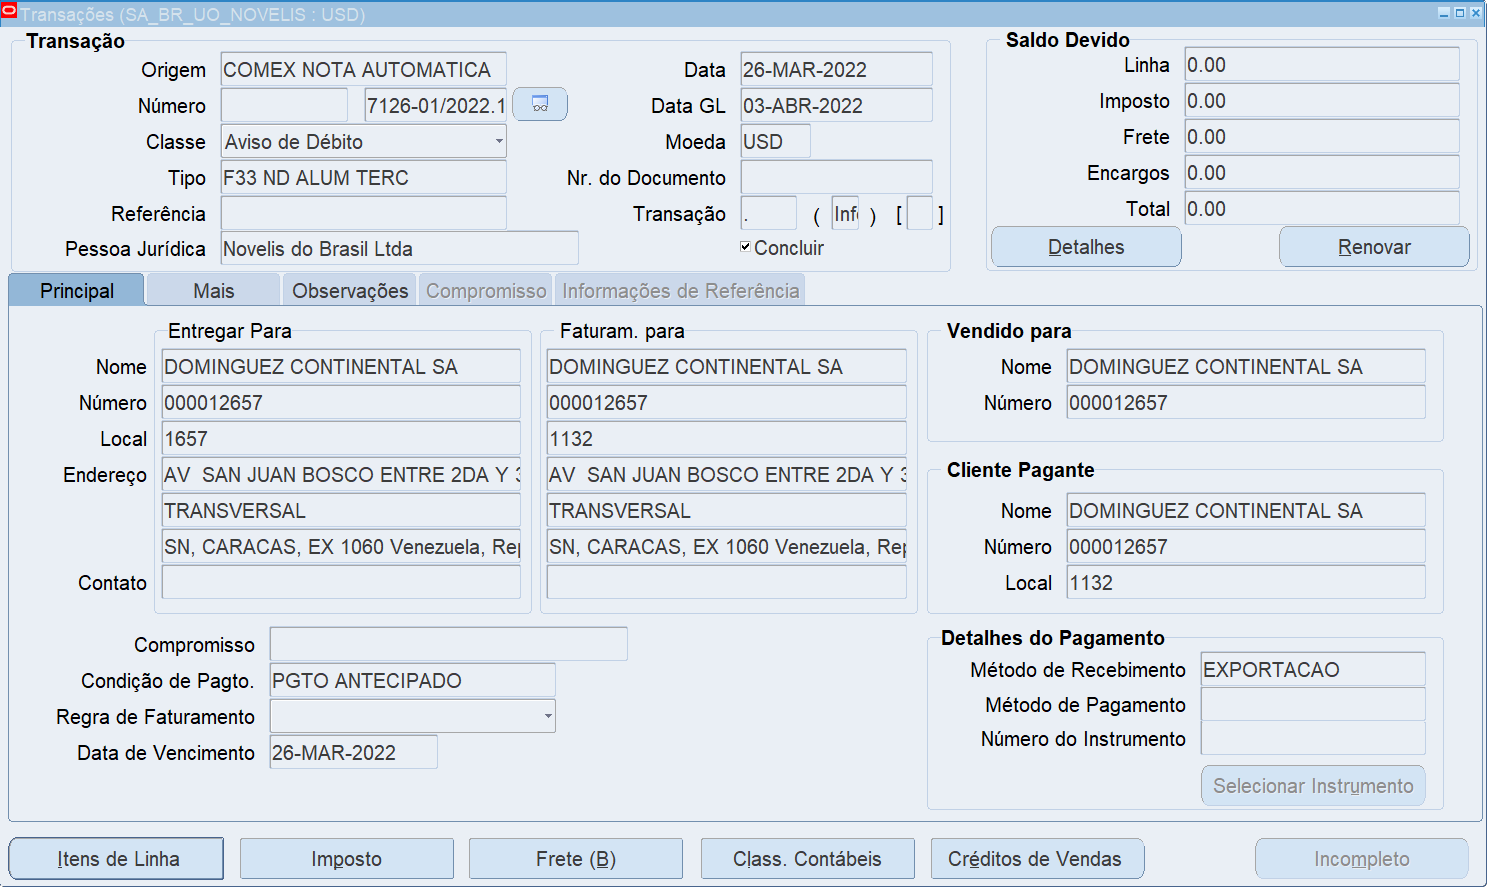 Transações (SA_BR_UO_NOVELIS : USD)
Transação
Origem COMEX NOTA AUTOMATICA
Número 7126-01/2022.1
Classe Aviso de Débito
Tipo F33 ND ALUM TERC
Referência
Pessoa Jurídica Novelis do Brasil Ltda
Data 26-MAR-2022
Data GL 03-ABR-2022
Moeda USD
Nr. do Documento
Transação . ( Inf ) [ ]
Concluir
Saldo Devido
Linha 0.00
Imposto 0.00
Frete 0.00
Encargos 0.00
Total 0.00
Detalhes Renovar
Principal Mais Observações Compromisso Informações de Referência
Entregar Para
Nome DOMINGUEZ CONTINENTAL SA
Número 000012657
Local 1657
Endereço AV SAN JUAN BOSCO ENTRE 2DA Y 3
TRANSVERSAL
SN, CARACAS, EX 1060 Venezuela, Rep
Contato
Faturam. para
DOMINGUEZ CONTINENTAL SA
000012657
1132
AV SAN JUAN BOSCO ENTRE 2DA Y 3
TRANSVERSAL
SN, CARACAS, EX 1060 Venezuela, Rep
Vendido para
Nome DOMINGUEZ CONTINENTAL SA
Número 000012657
Cliente Pagante
Nome DOMINGUEZ CONTINENTAL SA
Número 000012657
Local 1132
Compromisso
Condição de Pagto. PGTO ANTECIPADO
Regra de Faturamento
Data de Vencimento 26-MAR-2022
Detalhes do Pagamento
Método de Recebimento EXPORTACAO
Método de Pagamento
Número do Instrumento
Selecionar Instrumento
Itens de Linha Imposto Frete (B) Class. Contábeis Créditos de Vendas Incompleto